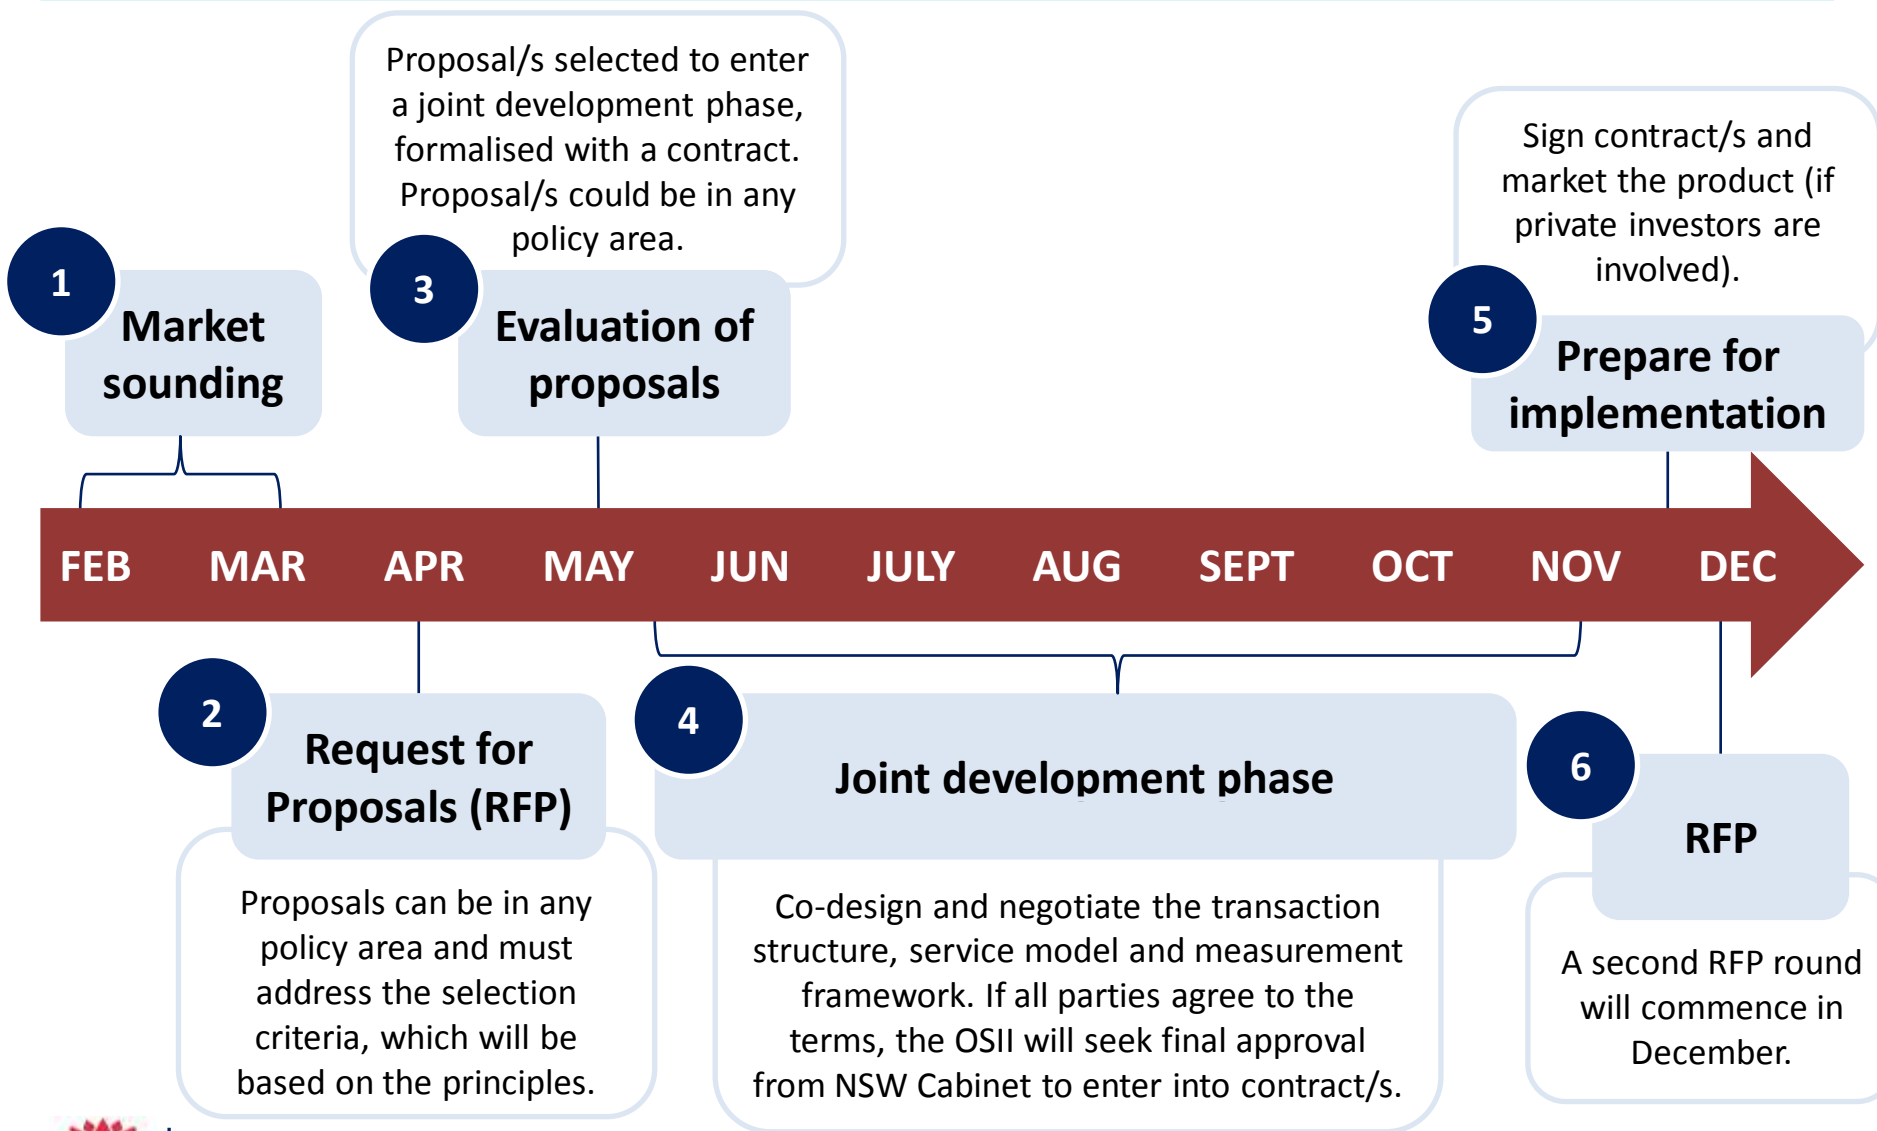 1
Market
sounding
Proposal/s selected to enter
a joint development phase,
formalised with a contract.
Proposal/s could be in any
policy area.
3
Evaluation of
proposals
Sign contract/s and
market the product (if
private investors are
involved).
5
Prepare for
implementation
FEB MAR APR MAY JUN JULY AUG SEPT OCT NOV DEC
2
Request for
Proposals (RFP)
Proposals can be in any
policy area and must
address the selection
criteria, which will be
based on the principles.
4
Joint development phase
Co-design and negotiate the transaction
structure, service model and measurement
framework. If all parties agree to the
terms, the OSII will seek final approval
from NSW Cabinet to enter into contract/s.
6
RFP
A second RFP round
will commence in
December.